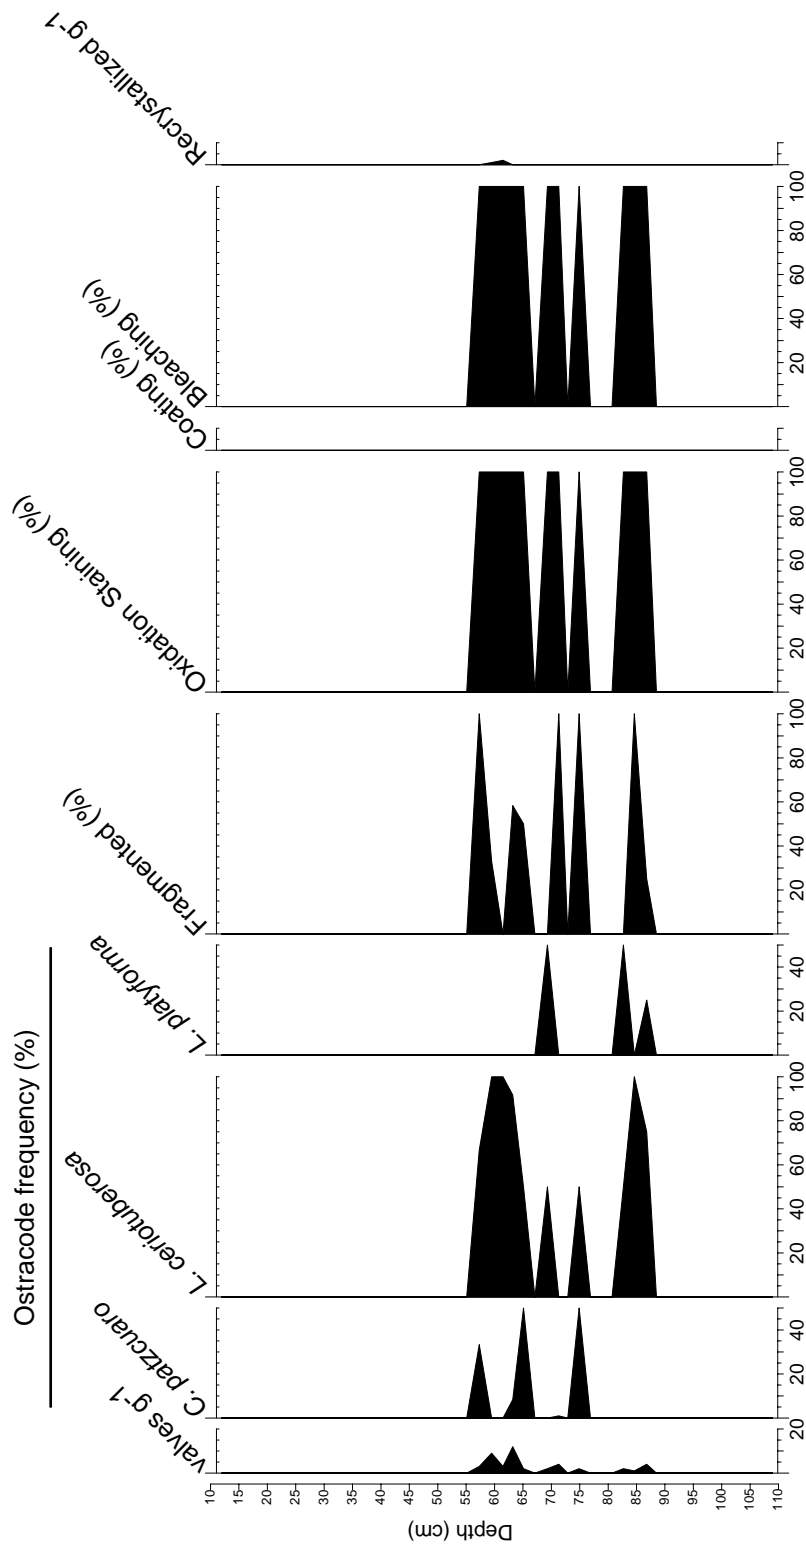 Ostracode frequency (%)
valves g-1
C. patzcuaro
L. ceriotuberosa
L. platyforma
Fragmented (%)
Oxidation Staining (%)
Coating (%)
Bleaching (%)
Recrystallized g-1
Depth (cm)
10 15 20 25 30 35 40 45 50 55 60 65 70 75 80 85 90 95 100 105 110
20
20 40
20 40 60 80 100
20 40
20 40 60 80 100
20 40 60 80 100
20 40 60 80 100